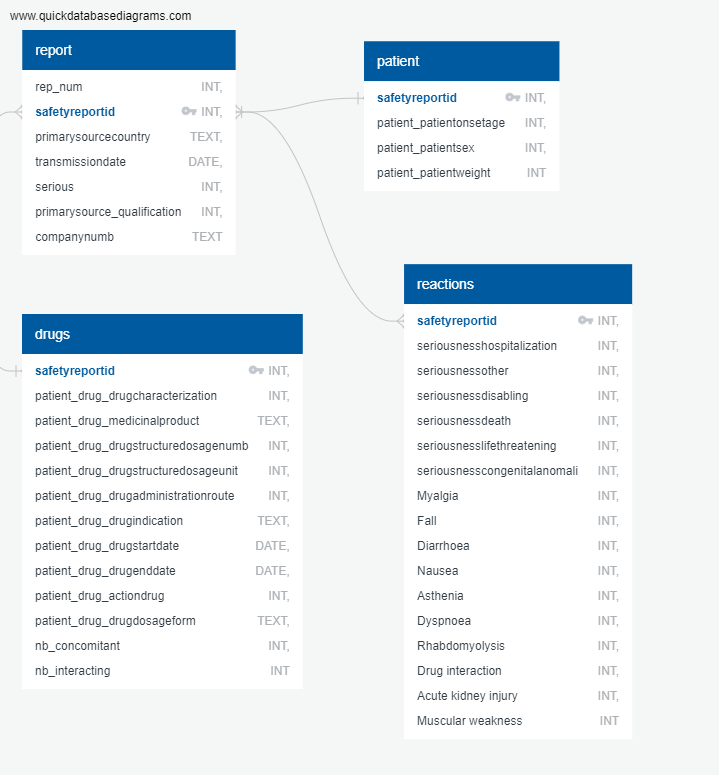 www.quickdatabasediagrams.com
report
rep_num INT,
safetyreportid INT,
primarysourcecountry TEXT,
transmissiondate DATE,
serious INT,
primarysource_qualification INT,
companynumb TEXT
patient
safetyreportid INT,
patient_patientonsetage INT,
patient_patientsex INT,
patient_patientweight INT
drugs
safetyreportid INT,
patient_drug_drugcharacterization INT,
patient_drug_medicinalproduct TEXT,
patient_drug_drugstructuredosagenumb INT,
patient_drug_drugstructuredosageunit INT,
patient_drug_drugadministrationroute INT,
patient_drug_drugindication TEXT,
patient_drug_drugstartdate DATE,
patient_drug_drugenddate DATE,
patient_drug_actiondrug INT,
patient_drug_drugdosageform TEXT,
nb_concomitant INT,
nb_interacting INT
reactions
safetyreportid INT,
seriousnesshospitalization INT,
seriousnessother INT,
seriousnessdisabling INT,
seriousnessdeath INT,
seriousnesslifethreatening INT,
seriousnesscongenitalanomali INT,
Myalgia INT,
Fall INT,
Diarrhoea INT,
Nausea INT,
Asthenia INT,
Dyspnoea INT,
Rhabdomyolysis INT,
Drug interaction INT,
Acute kidney injury INT,
Muscular weakness INT